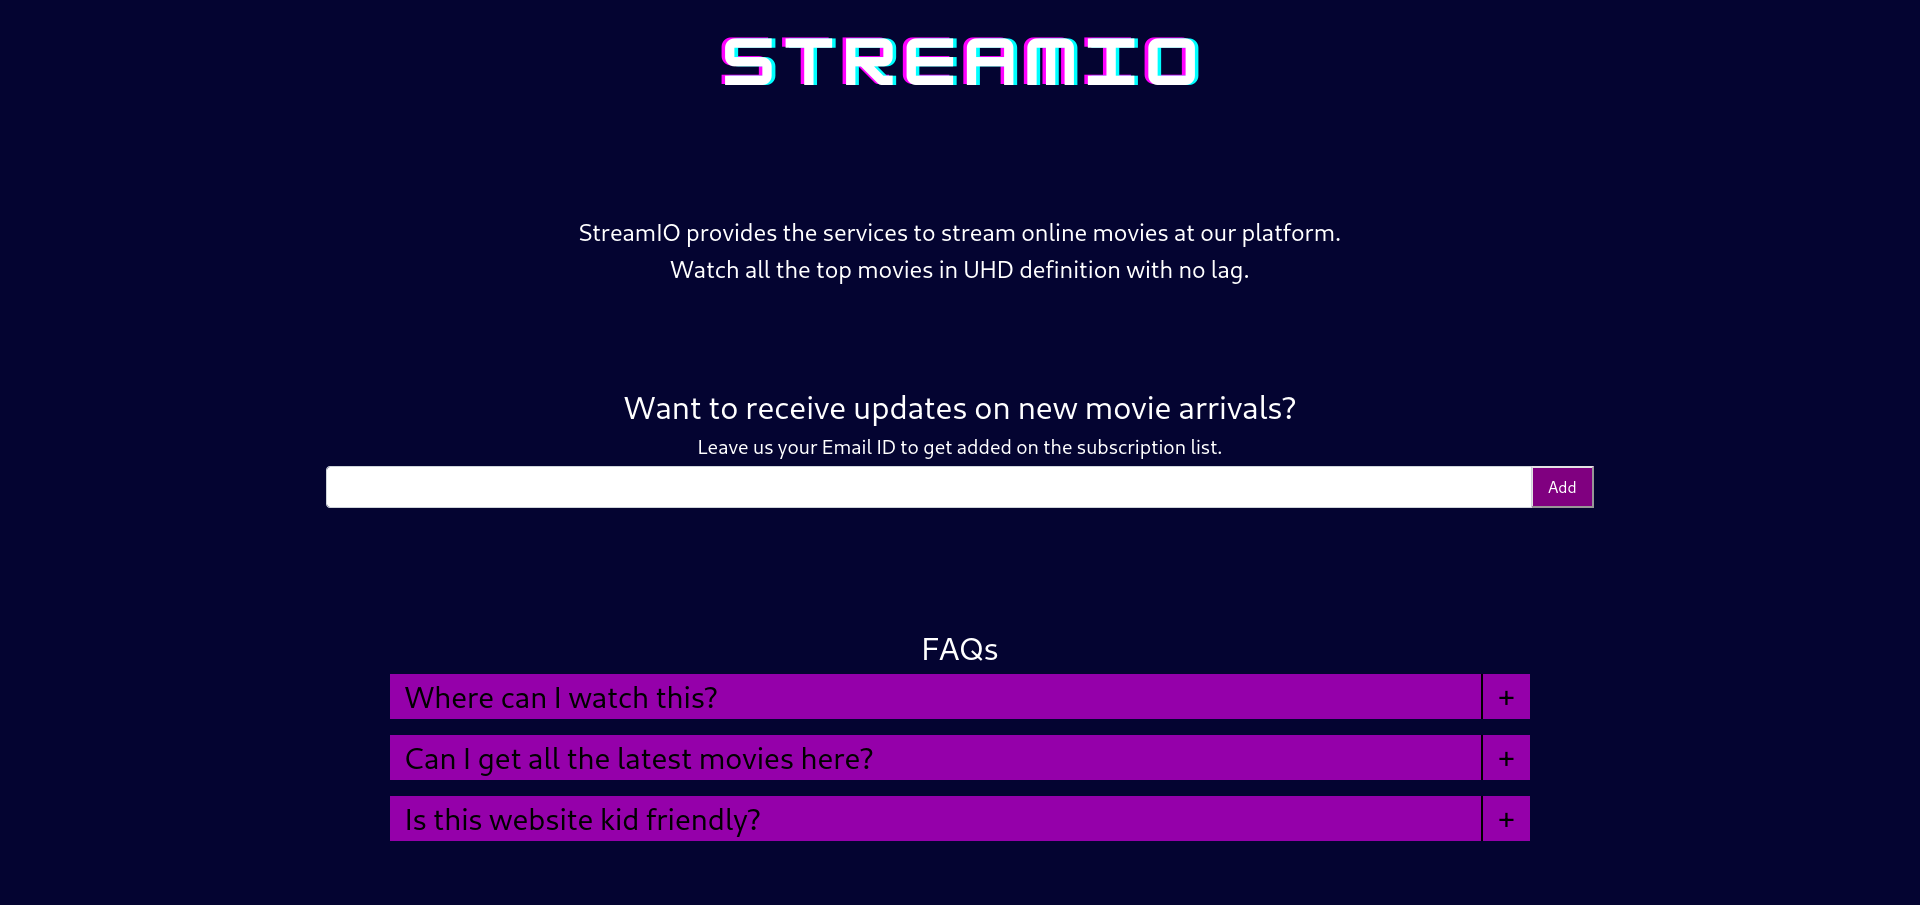 STREAMIO
StreamIO provides the services to stream online movies at our platform.
Watch all the top movies in UHD definition with no lag.
Want to receive updates on new movie arrivals?
Leave us your Email ID to get added on the subscription list.
Add
FAQs
Where can I watch this?
+
Can I get all the latest movies here?
+
Is this website kid friendly?
+